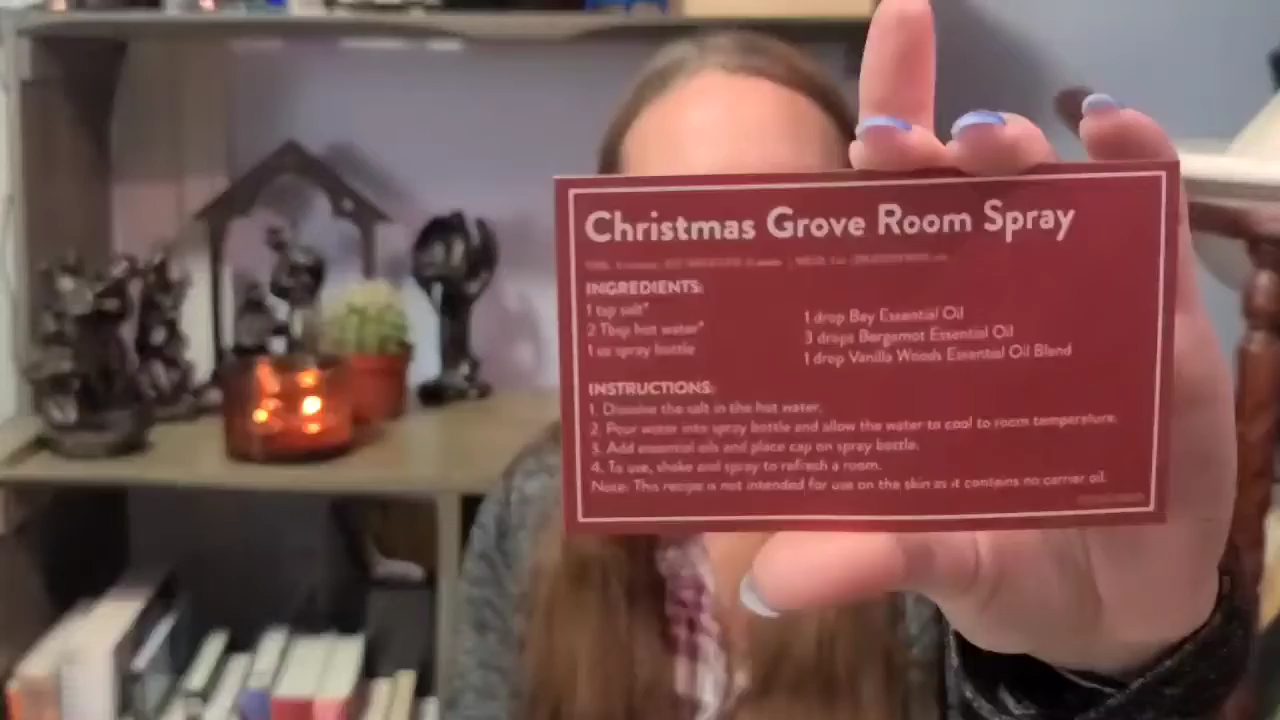 Christmas Grove Room Spray
INGREDIENTS:
1 tsp salt*
2 Tbsp hot water*
1 oz spray bottle
1 drop Bay Essential Oil
3 drops Bergamot Essential Oil
1 drop Vanilla Woods Essential Oil Blend
INSTRUCTIONS:
1. Dissolve the salt in the hot water.
2. Pour water into spray bottle and allow the water to cool to room temperature.
3. Add essential oils and place cap on spray bottle.
4. To use, shake and spray to refresh a room.
Note: This recipe is not intended for use on the skin as it contains no carrier oil.